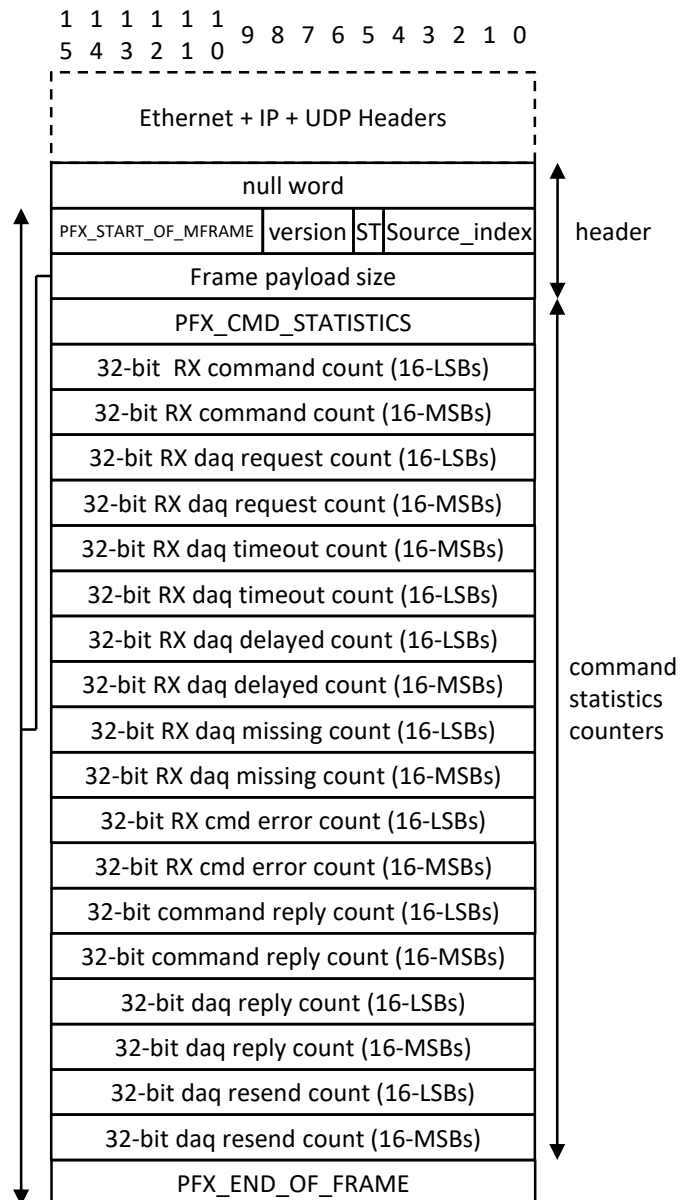 1 1 1 1 1 1 9 8 7 6 5 4 3 2 1 0
5 4 3 2 1 0
Ethernet + IP + UDP Headers
null word
PFX_START_OF_MFRAME version ST Source_index
header
Frame payload size
PFX_CMD_STATISTICS
32-bit RX command count (16-LSBs)
32-bit RX command count (16-MSBs)
32-bit RX daq request count (16-LSBs)
32-bit RX daq request count (16-MSBs)
32-bit RX daq timeout count (16-MSBs)
32-bit RX daq timeout count (16-LSBs)
32-bit RX daq delayed count (16-LSBs)
32-bit RX daq delayed count (16-MSBs)
command
statistics
counters
32-bit RX daq missing count (16-LSBs)
32-bit RX daq missing count (16-MSBs)
32-bit RX cmd error count (16-LSBs)
32-bit RX cmd error count (16-MSBs)
32-bit command reply count (16-LSBs)
32-bit command reply count (16-MSBs)
32-bit daq reply count (16-LSBs)
32-bit daq reply count (16-MSBs)
32-bit daq resend count (16-LSBs)
32-bit daq resend count (16-MSBs)
PFX_END_OF_FRAME